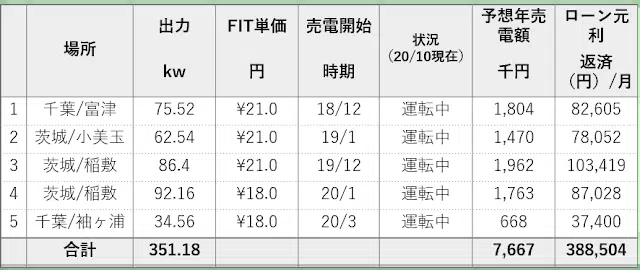 場所 出力 kw FIT単価 円 売電開始 時期 状況 (20/10現在) 予想年売電額 千円 ローン元利 返済 (円) /月
1 千葉/富津 75.52 ¥21.0 18/12 運転中 1,804 82,605
2 茨城/小美玉 62.54 ¥21.0 19/1 運転中 1,470 78,052
3 茨城/稲敷 86.4 ¥21.0 19/12 運転中 1,962 103,419
4 茨城/稲敷 92.16 ¥18.0 20/1 運転中 1,763 87,028
5 千葉/袖ヶ浦 34.56 ¥18.0 20/3 運転中 668 37,400
合計 351.18 7,667 388,504